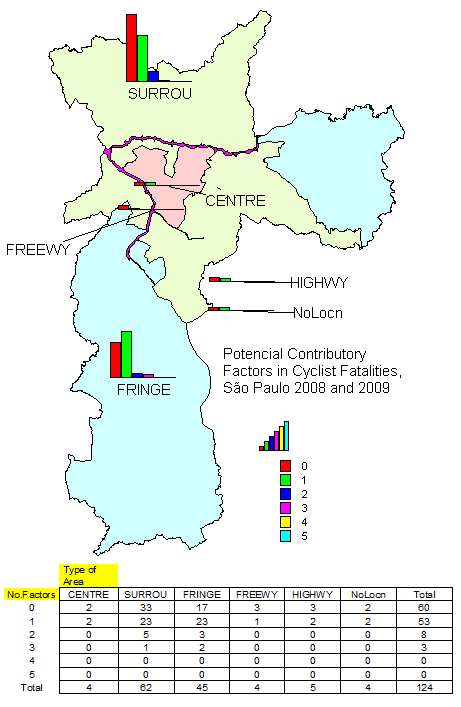 SURROU
CENTRE
FREEWY
HIGHWY
NoLocn
Potencial Contributory
Factors in Cyclist Fatalities,
São Paulo 2008 and 2009
FRINGE
0
1
2
3
4
5
Type of
Area
No.Factors CENTRE SURROU FRINGE FREEWY HIGHWY NoLocn Total
0 2 33 17 3 3 2 60
1 2 23 23 1 2 2 53
2 0 5 3 0 0 0 8
3 0 1 2 0 0 0 3
4 0 0 0 0 0 0 0
5 0 0 0 0 0 0 0
Total 4 62 45 4 5 4 124